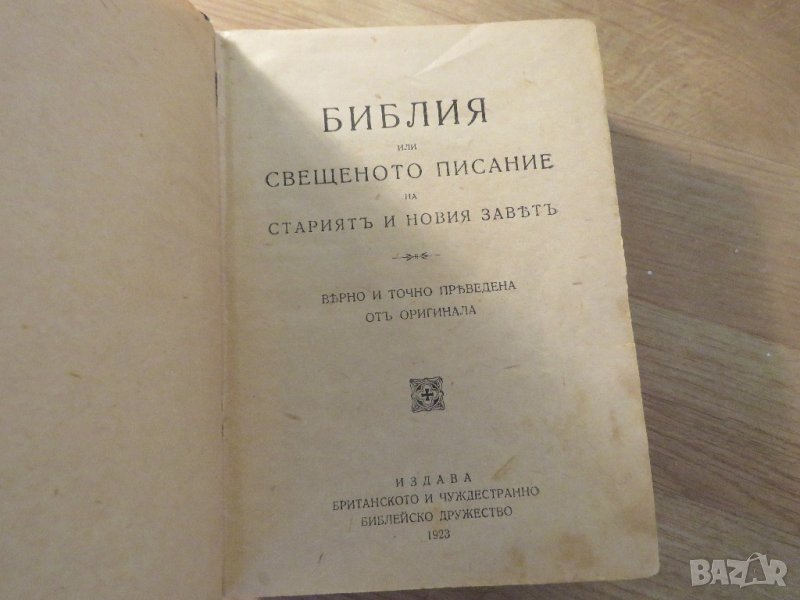 БИБЛИЯ
или
СВЕЩЕНОТО ПИСАНИЕ
НА
СТАРИЯТЪ И НОВИЯ ЗАВѢТЪ
ВѢРНО И ТОЧНО ПРѢВЕДЕНА
ОТЪ ОРИГИНАЛА
ИЗДАВА
БРИТАНСКОТО И ЧУЖДЕСТРАННО
БИБЛЕЙСКО ДРУЖЕСТВО
1923
BAZAR